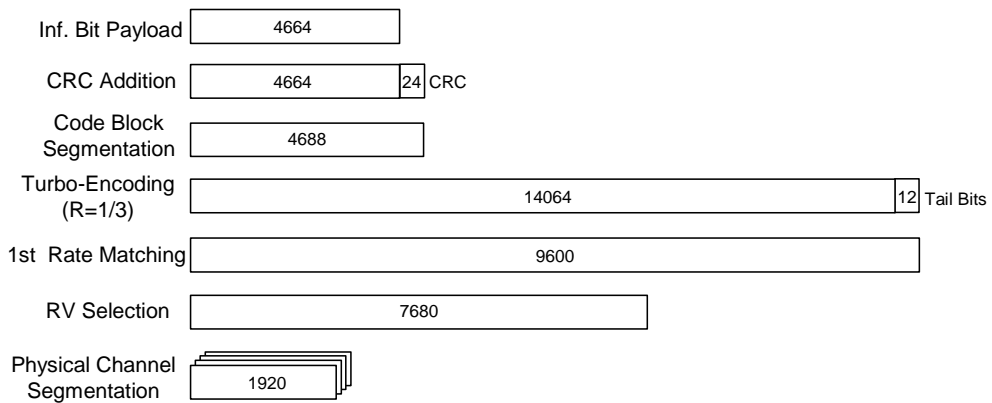 Inf. Bit Payload
4664
CRC Addition
4664
24
CRC
Code Block
Segmentation
4688
Turbo-Encoding
(R=1/3)
14064
12
Tail Bits
1st Rate Matching
9600
RV Selection
7680
Physical Channel
Segmentation
1920